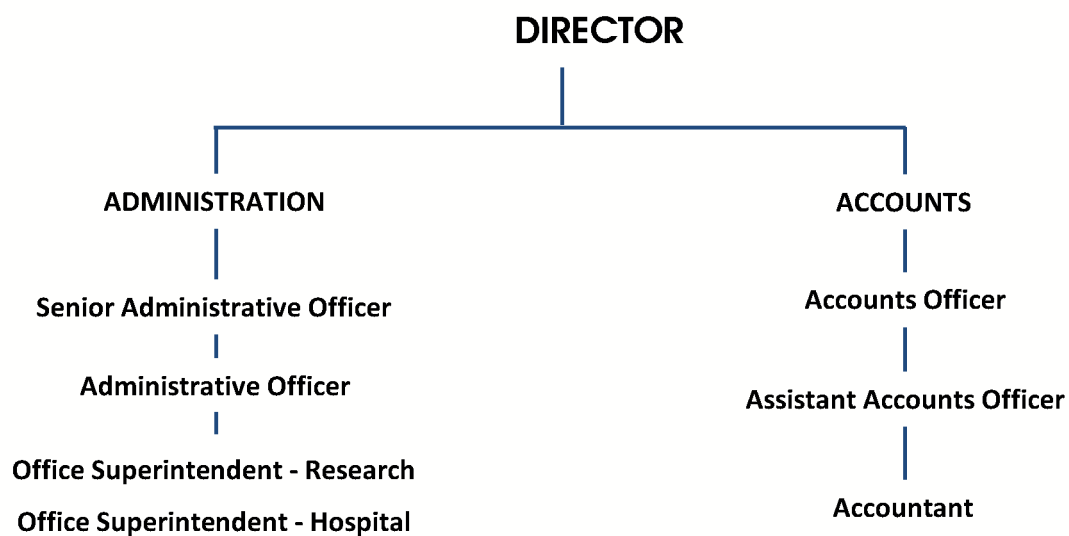 DIRECTOR
ADMINISTRATION
Senior Administrative Officer
Administrative Officer
Office Superintendent - Research
Office Superintendent - Hospital
ACCOUNTS
Accounts Officer
Assistant Accounts Officer
Accountant